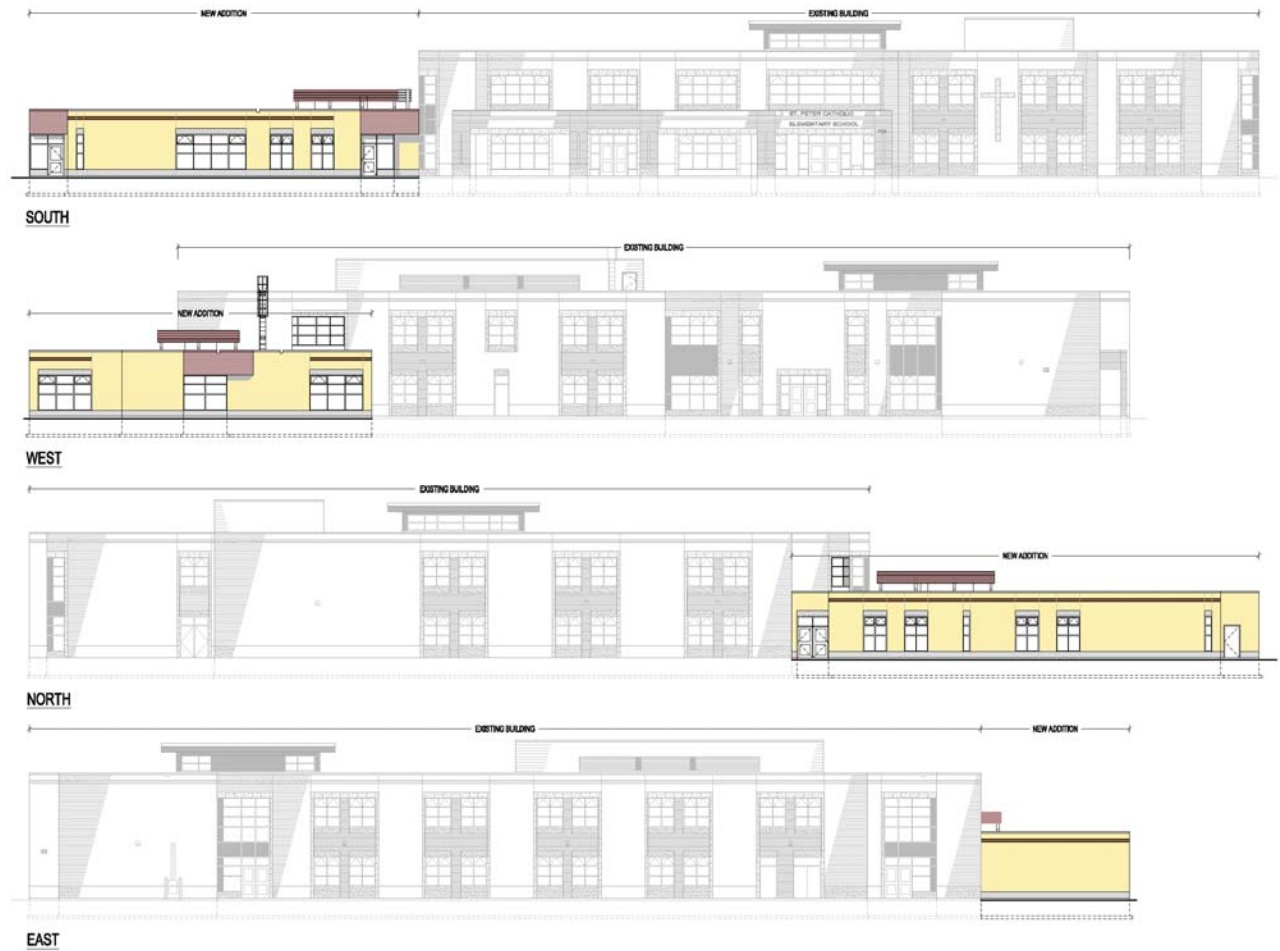 NEW ADDITION
EXISTING BUILDING
ST. PETER CATHOLIC
ELEMENTARY SCHOOL
SOUTH
EXISTING BUILDING
NEW ADDITION
WEST
EXISTING BUILDING
NEW ADDITION
NORTH
EXISTING BUILDING
NEW ADDITION
EAST